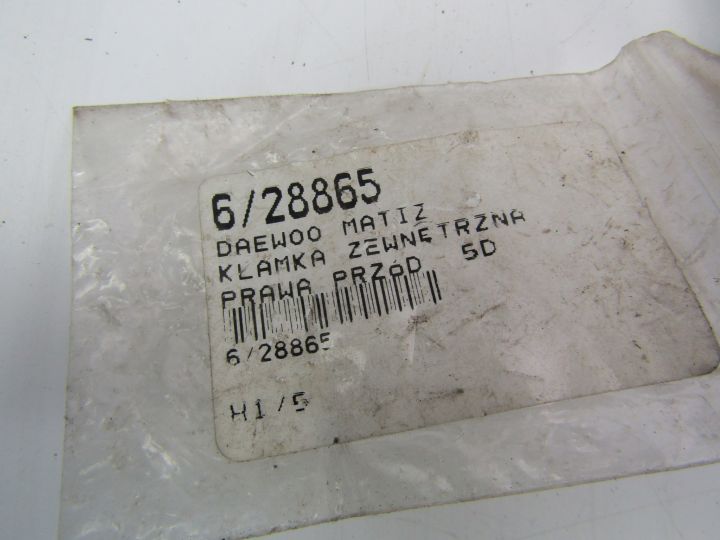 6/28865
DAEWOO MATIZ
KLAMKA ZEWNĘTRZNA
PRAWA PRZÓD 5D
6/28865
H1/5